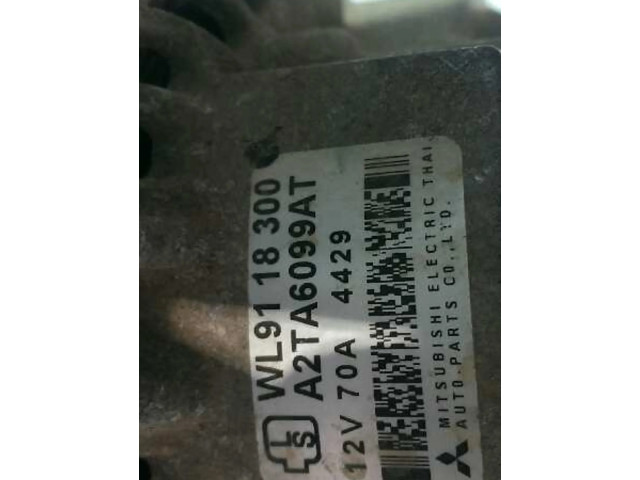 WL91 18 300
A2TA6099AT
12V 70A 4429
MITSUBISHI ELECTRIC THAI
AUTO-PARTS CO.,LTD.